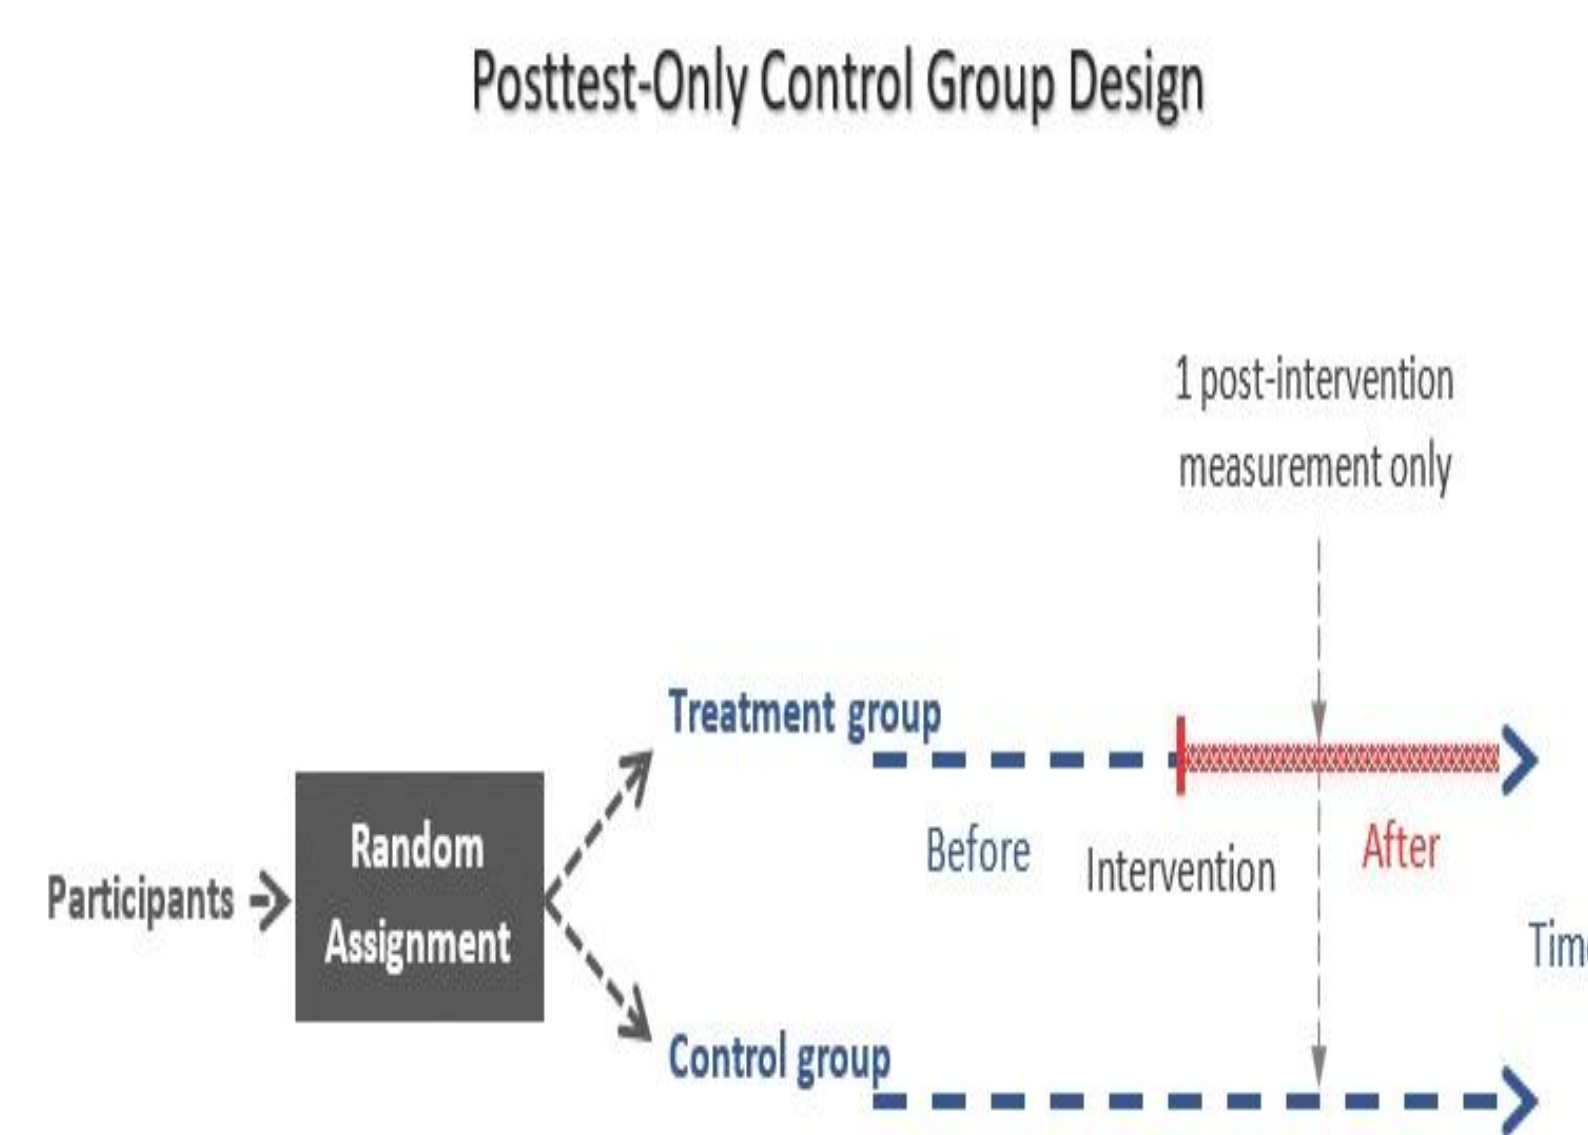 Posttest-Only Control Group Design
1 post-intervention
measurement only
Treatment group
Before
Intervention
After
Participants
Random
Assignment
Tim
Control group